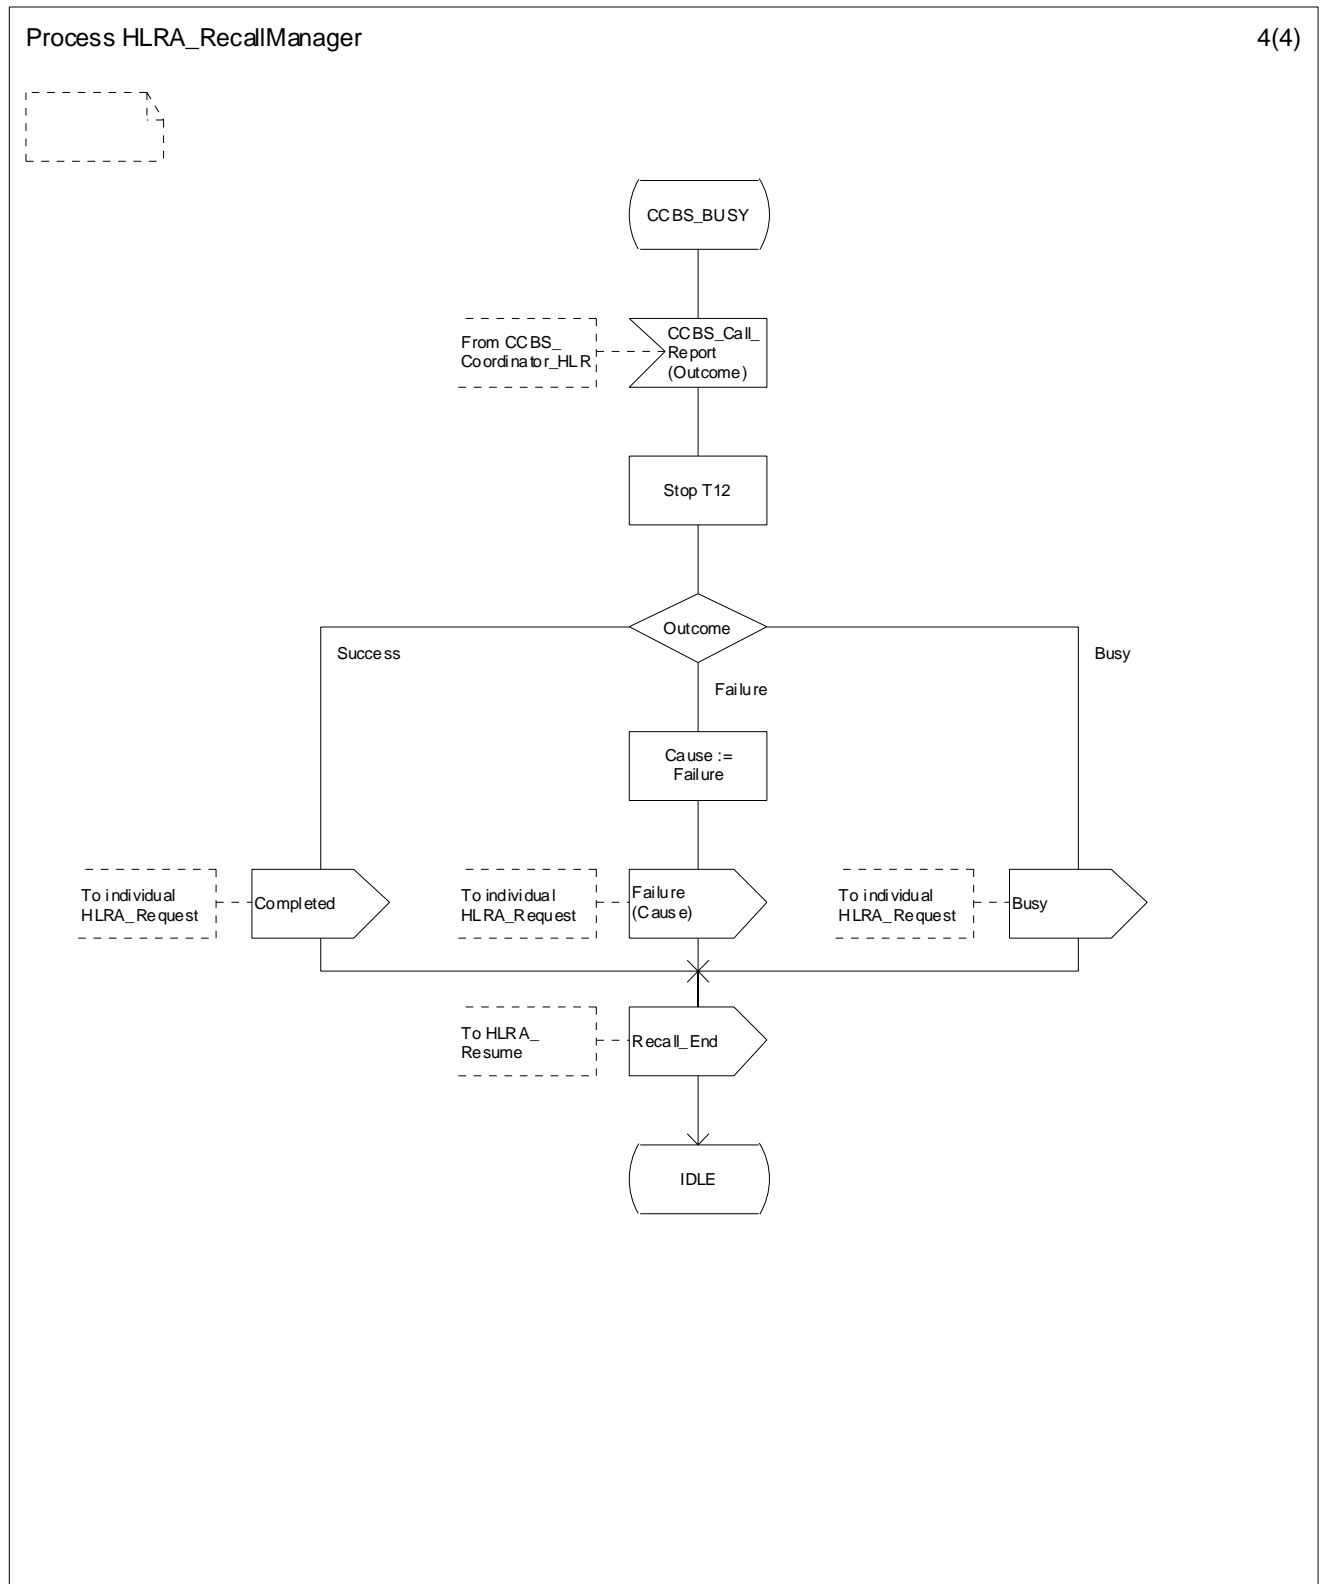 Process HLRA_RecallManager
4(4)
CCBS_BUSY
From CCBS_
Coordinator_HLR
CCBS_Call_
Report
(Outcome)
Stop T12
Outcome
Success
Failure
Busy
Cause :=
Failure
To individual
HLRA_Request
Completed
To individual
HLRA_Request
Failure
(Cause)
To individual
HLRA_Request
Busy
To HLRA_
Resume
Recall_End
IDLE